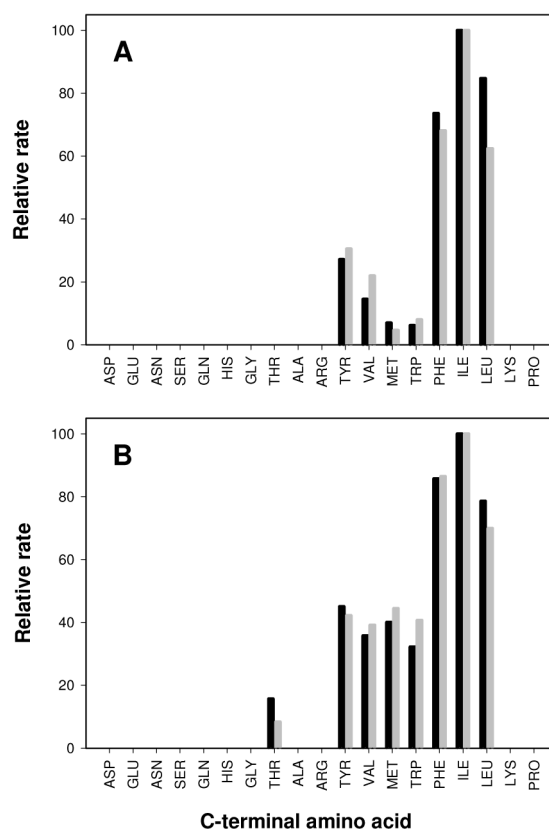 A
Relative rate
100
80
60
40
20
0
ASP
GLU
ASN
SER
GLN
HIS
GLY
THR
ALA
ARG
TYR
VAL
MET
TRP
PHE
ILE
LEU
LYS
PRO
B
Relative rate
100
80
60
40
20
0
ASP
GLU
ASN
SER
GLN
HIS
GLY
THR
ALA
ARG
TYR
VAL
MET
TRP
PHE
ILE
LEU
LYS
PRO
C-terminal amino acid